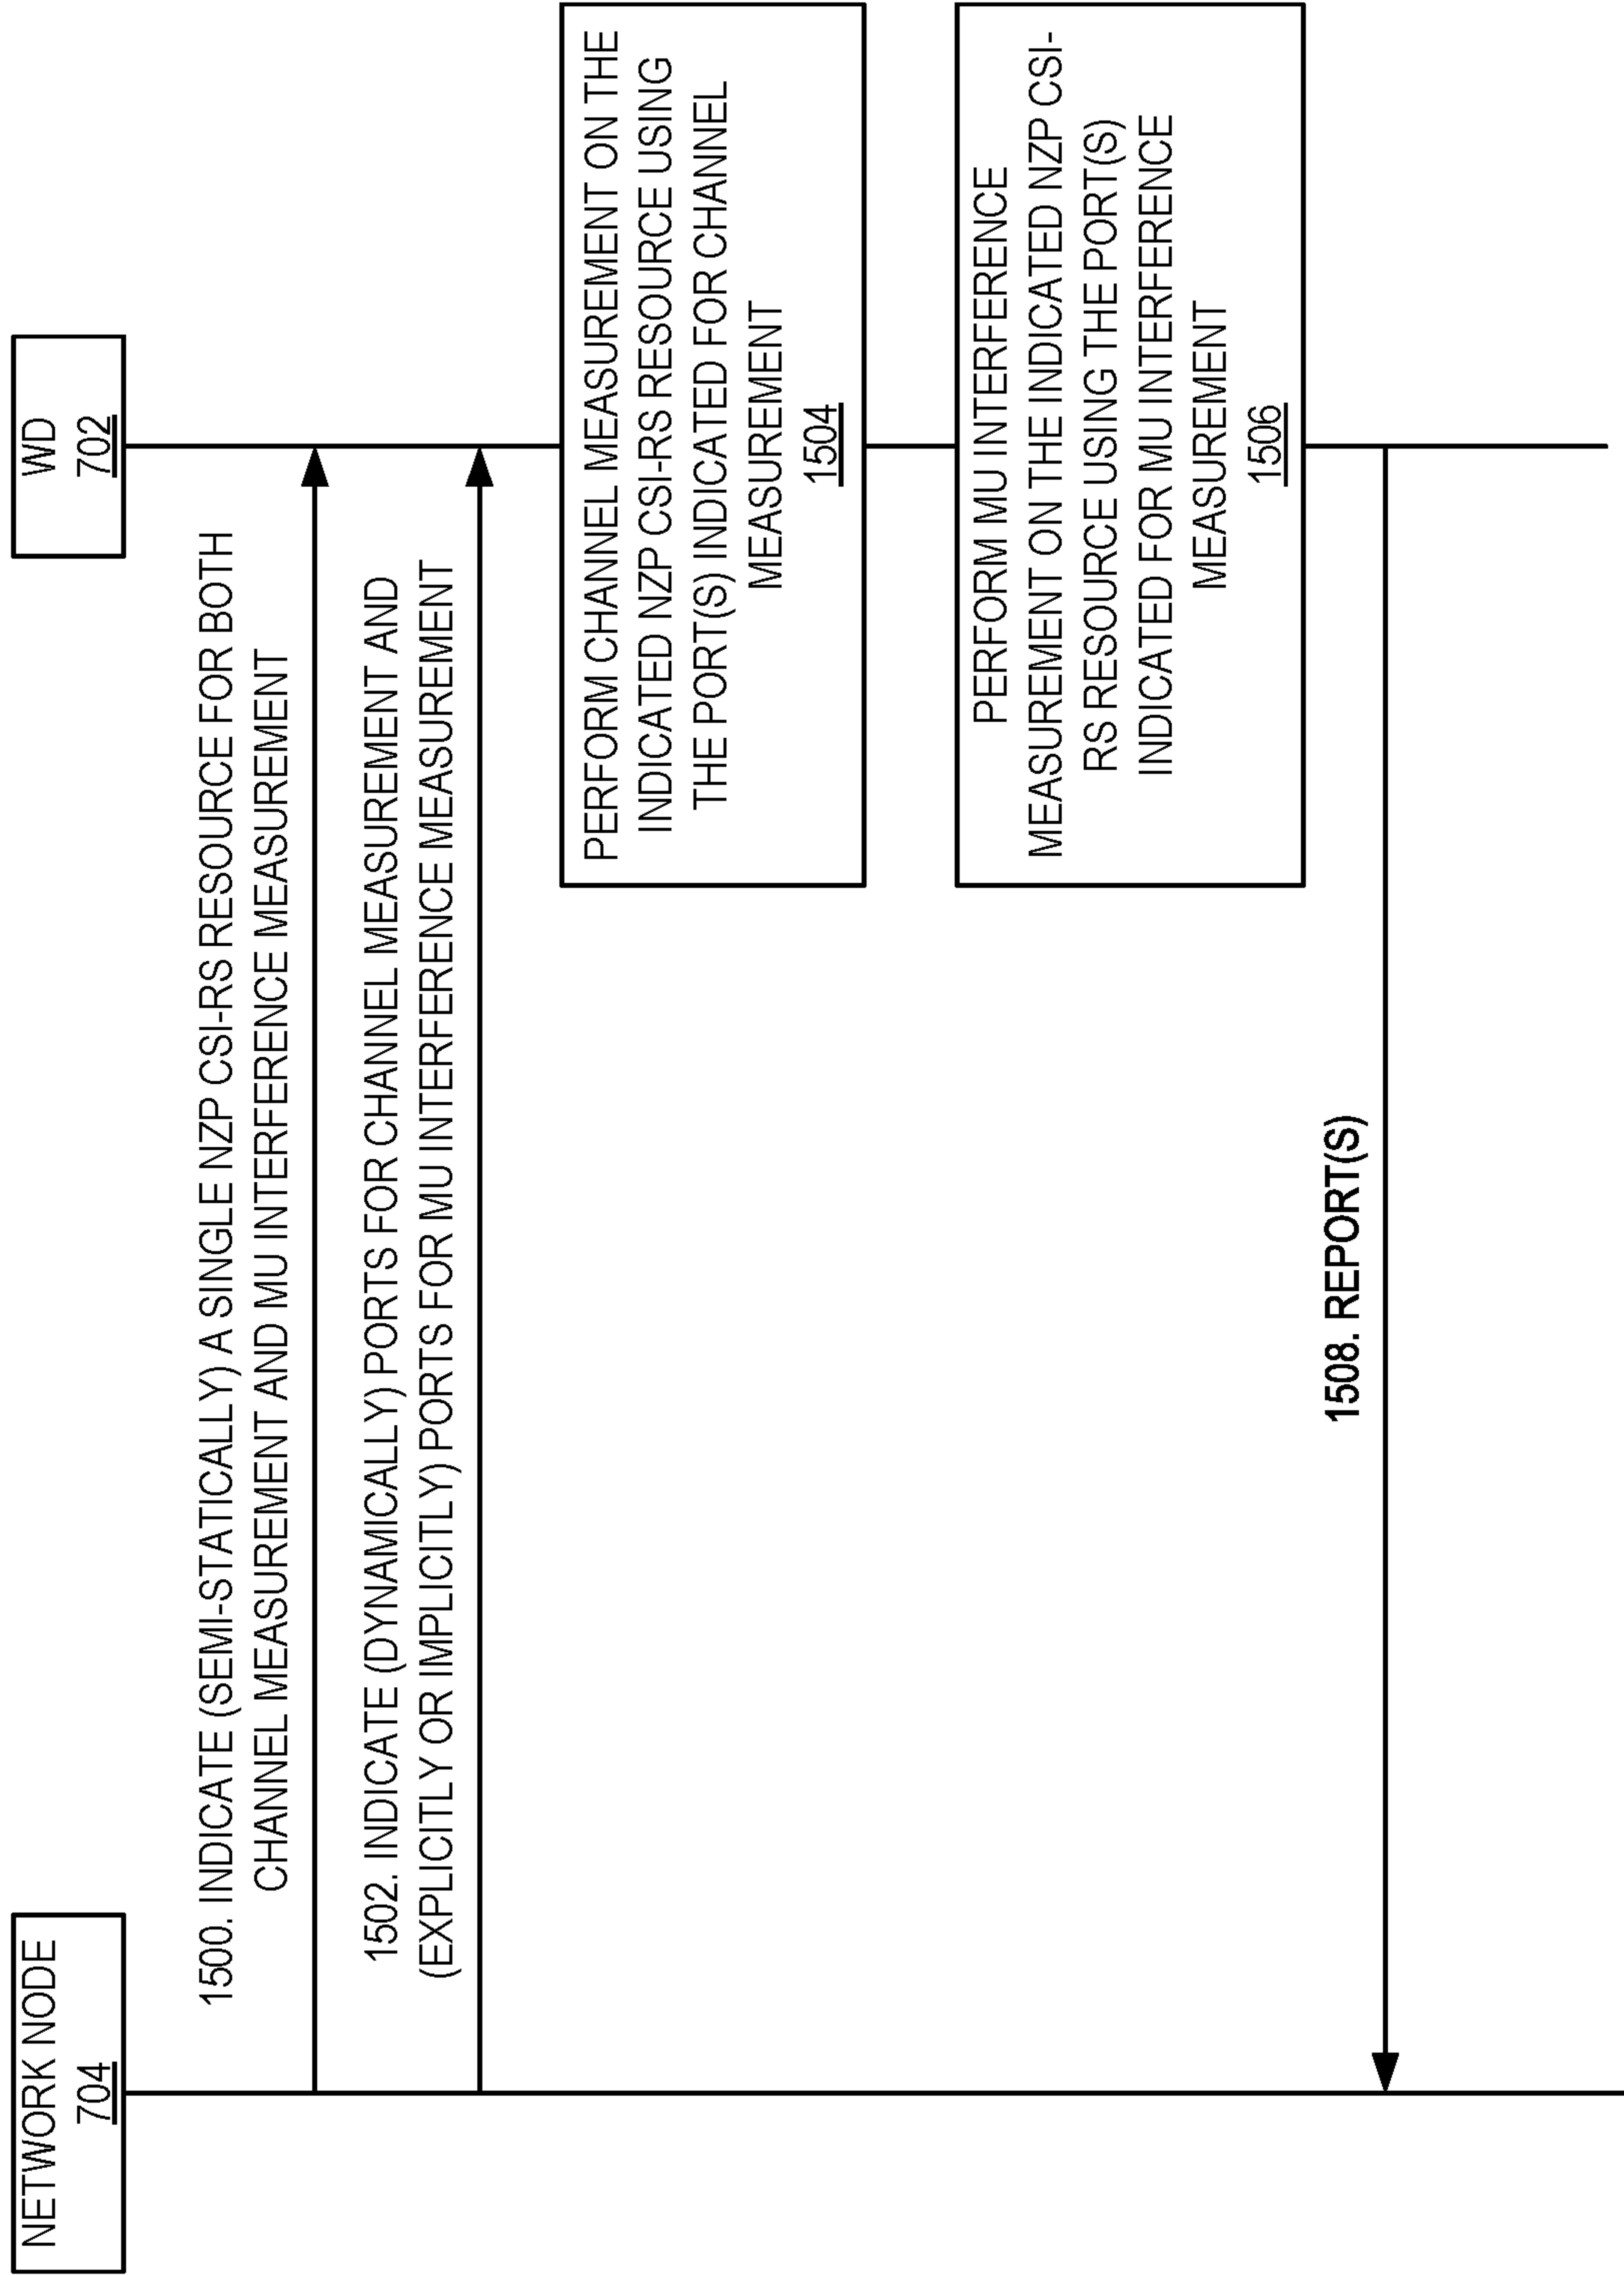 NETWORK NODE
704
WD
702
1500. INDICATE (SEMI-STATICALLY) A SINGLE NZP CSI-RS RESOURCE FOR BOTH
CHANNEL MEASUREMENT AND MU INTERFERENCE MEASUREMENT
1502. INDICATE (DYNAMICALLY) PORTS FOR CHANNEL MEASUREMENT AND
(EXPLICITLY OR IMPLICITLY) PORTS FOR MU INTERFERENCE MEASUREMENT
PERFORM CHANNEL MEASUREMENT ON THE
INDICATED NZP CSI-RS RESOURCE USING
THE PORT(S) INDICATED FOR CHANNEL
MEASUREMENT
1504
PERFORM MU INTERFERENCE
MEASUREMENT ON THE INDICATED NZP CSI-
RS RESOURCE USING THE PORT(S)
INDICATED FOR MU INTERFERENCE
MEASUREMENT
1506
1508. REPORT(S)